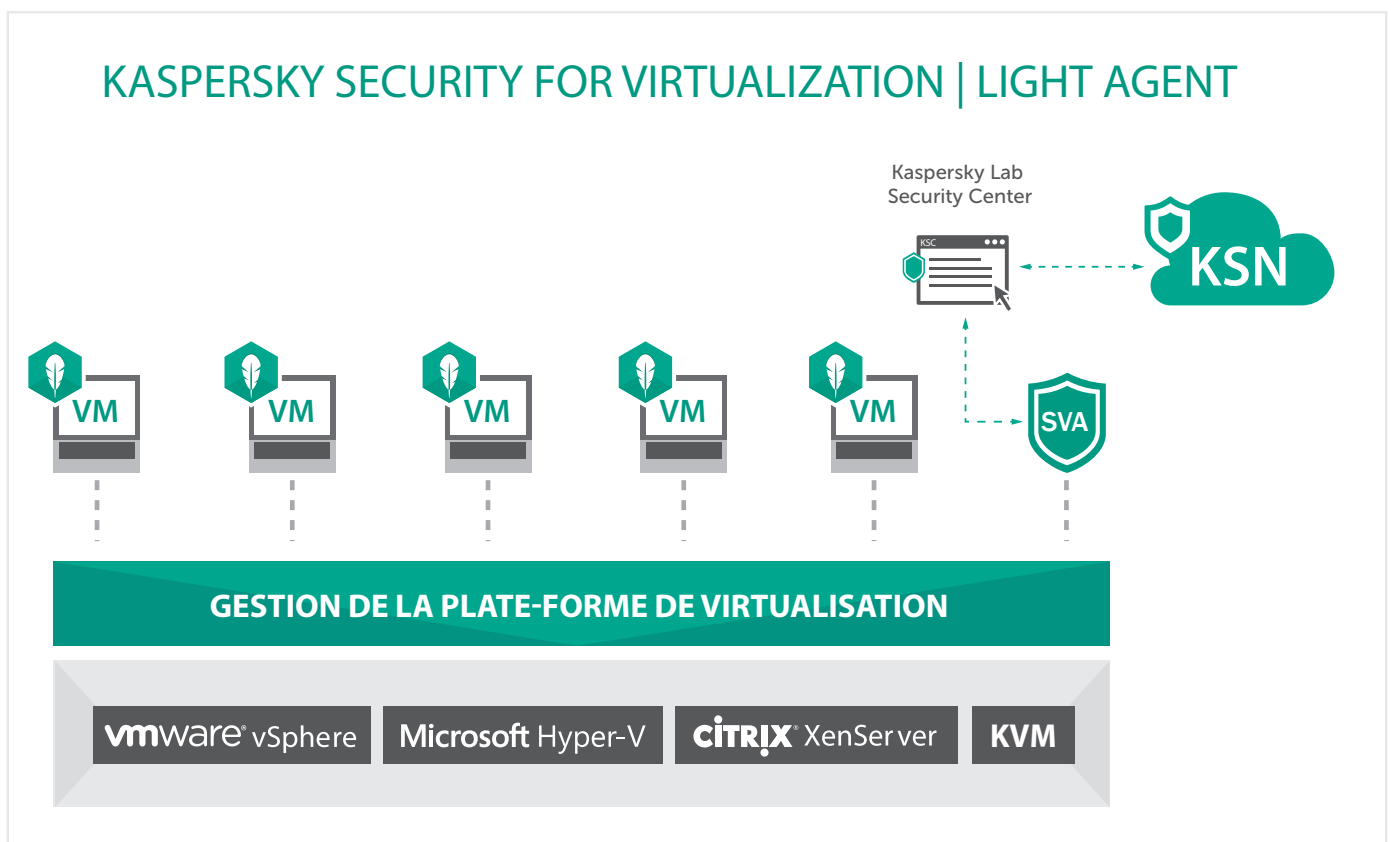 KASPERSKY SECURITY FOR VIRTUALIZATION | LIGHT AGENT
Kaspersky Lab
Security Center
KSC
KSN
VM
VM
VM
VM
VM
SVA
GESTION DE LA PLATE-FORME DE VIRTUALISATION
vmware® vSphere
Microsoft Hyper-V
CITRIX® XenServer
KVM